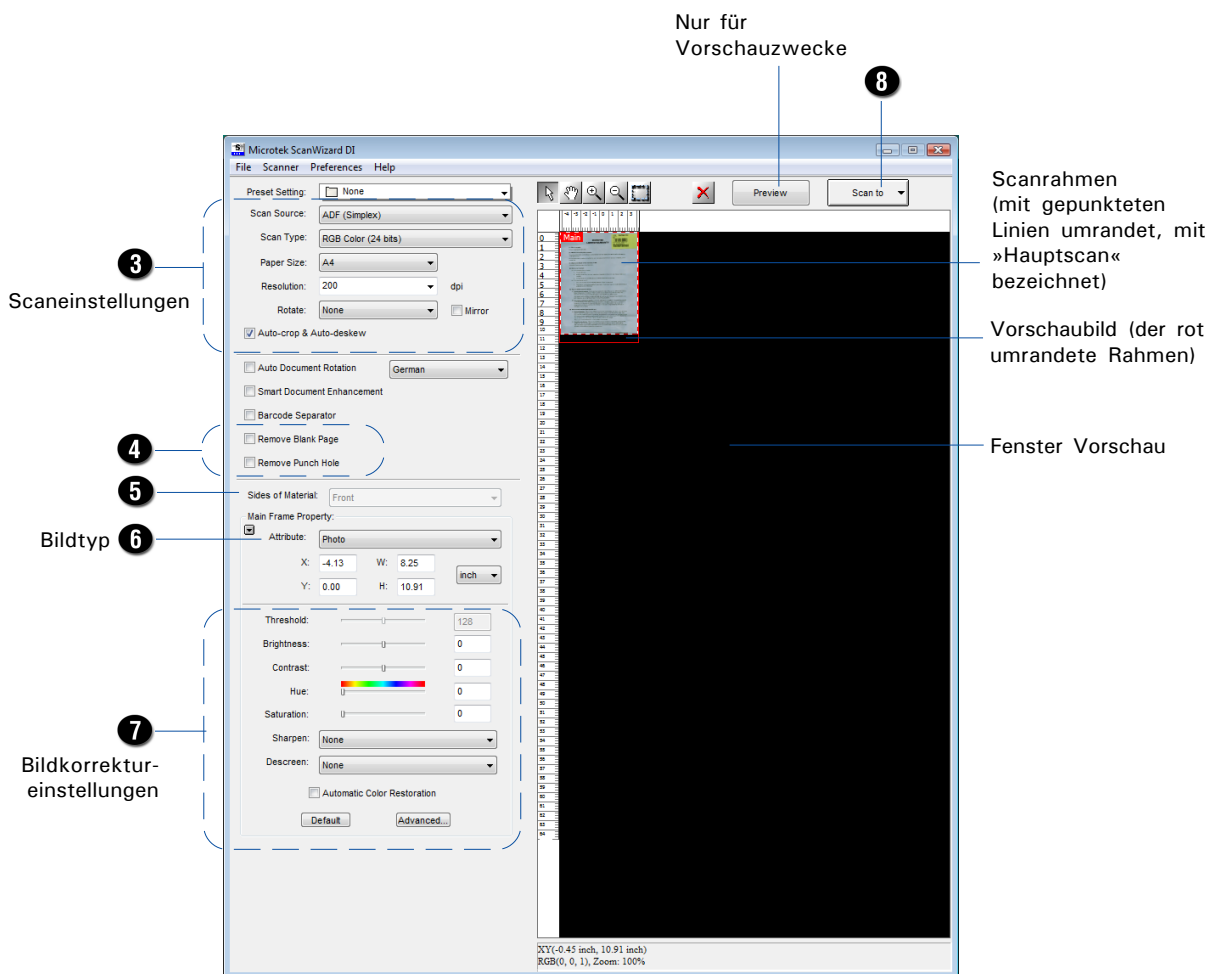 Nur für
Vorschauzwecke
8
Microtek ScanWizard DI
File Scanner Preferences Help
Preset Setting: None
Preview
Scan to
Scan Source: ADF (Simplex)
Scan Type: RGB Color (24 bits)
Paper Size: A4
Resolution: 200 dpi
Rotate: None Mirror
Auto-crop & Auto-deskew
3
Scaneinstellungen
Auto Document Rotation German
Smart Document Enhancement
Barcode Separator
Remove Blank Page
Remove Punch Hole
4
5
Sides of Material: Front
Main Frame Property:
Bildtyp 6
Attribute: Photo
X: -4.13 W: 8.25
inch
Y: 0.00 H: 10.91
Threshold: 128
Brightness: 0
Contrast: 0
Hue: 0
Saturation: 0
Sharpen: None
Descreen: None
Automatic Color Restoration
Default Advanced...
7
Bildkorrektur-
einstellungen
Main
Scanrahmen
(mit gepunkteten
Linien umrandet, mit
»Hauptscan«
bezeichnet)
Vorschaubild (der rot
umrandete Rahmen)
Fenster Vorschau
XY(-0.45 inch, 10.91 inch)
RGB(0, 0, 1), Zoom: 100%